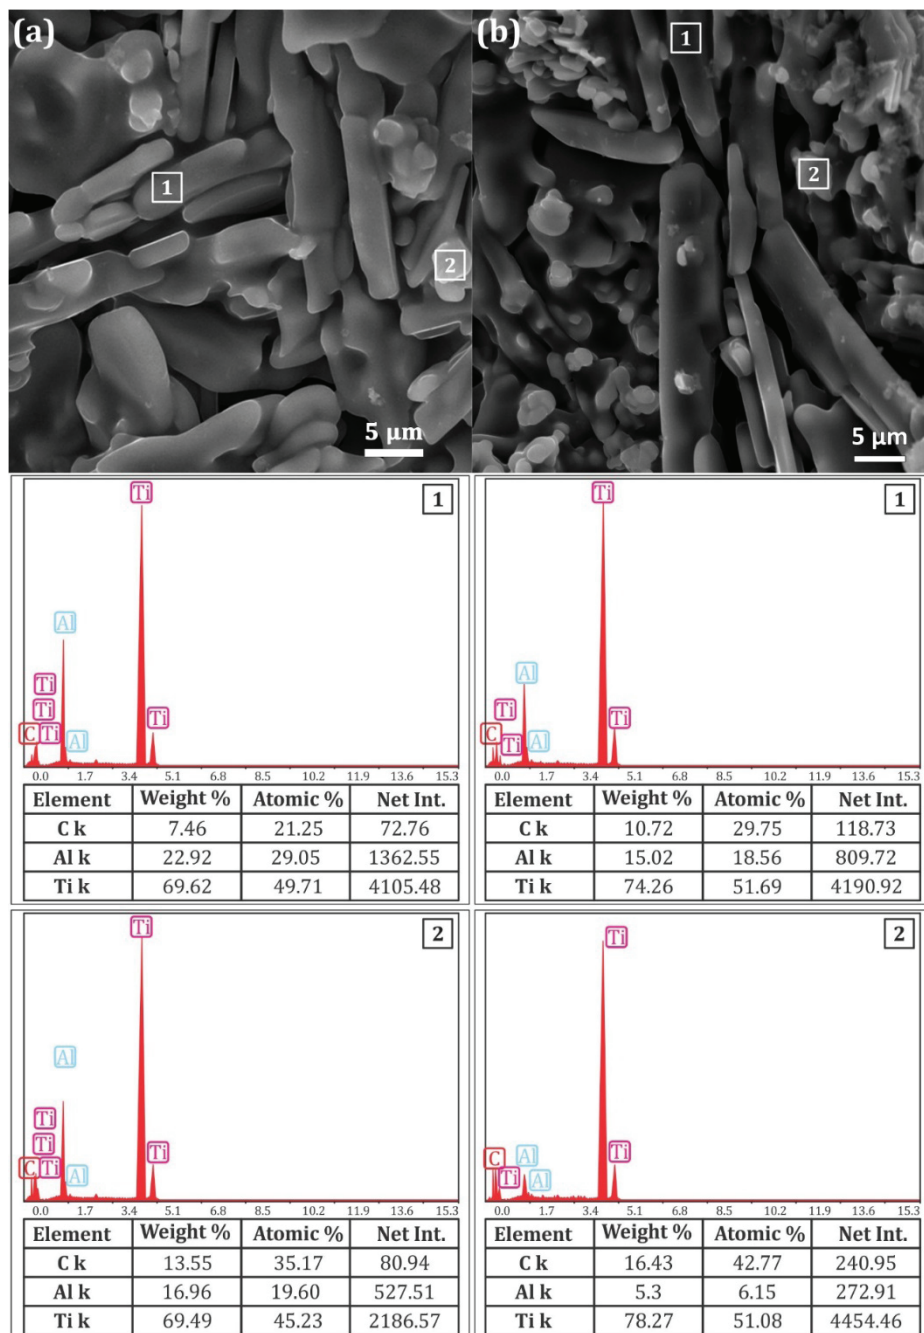 (a)
1
2
5 µm
(b)
1
2
5 µm
1
Ti
Al
Ti
Ti
C Ti Al Ti
0.0 1.7 3.4 5.1 6.8 8.5 10.2 11.9 13.6 15.3
Element Weight % Atomic % Net Int.
C k 7.46 21.25 72.76
Al k 22.92 29.05 1362.55
Ti k 69.62 49.71 4105.48
1
Ti
Al
Ti
C Ti Al Ti
0.0 1.7 3.4 5.1 6.8 8.5 10.2 11.9 13.6 15.3
Element Weight % Atomic % Net Int.
C k 10.72 29.75 118.73
Al k 15.02 18.56 809.72
Ti k 74.26 51.69 4190.92
2
Ti
Al
Ti
Ti
C Ti Al Ti
0.0 1.7 3.4 5.1 6.8 8.5 10.2 11.9 13.6 15.3
Element Weight % Atomic % Net Int.
C k 13.55 35.17 80.94
Al k 16.96 19.60 527.51
Ti k 69.49 45.23 2186.57
2
Ti
Al
C Ti Al Ti
0.0 1.7 3.4 5.1 6.8 8.5 10.2 11.9 13.6 15.3
Element Weight % Atomic % Net Int.
C k 16.43 42.77 240.95
Al k 5.3 6.15 272.91
Ti k 78.27 51.08 4454.46